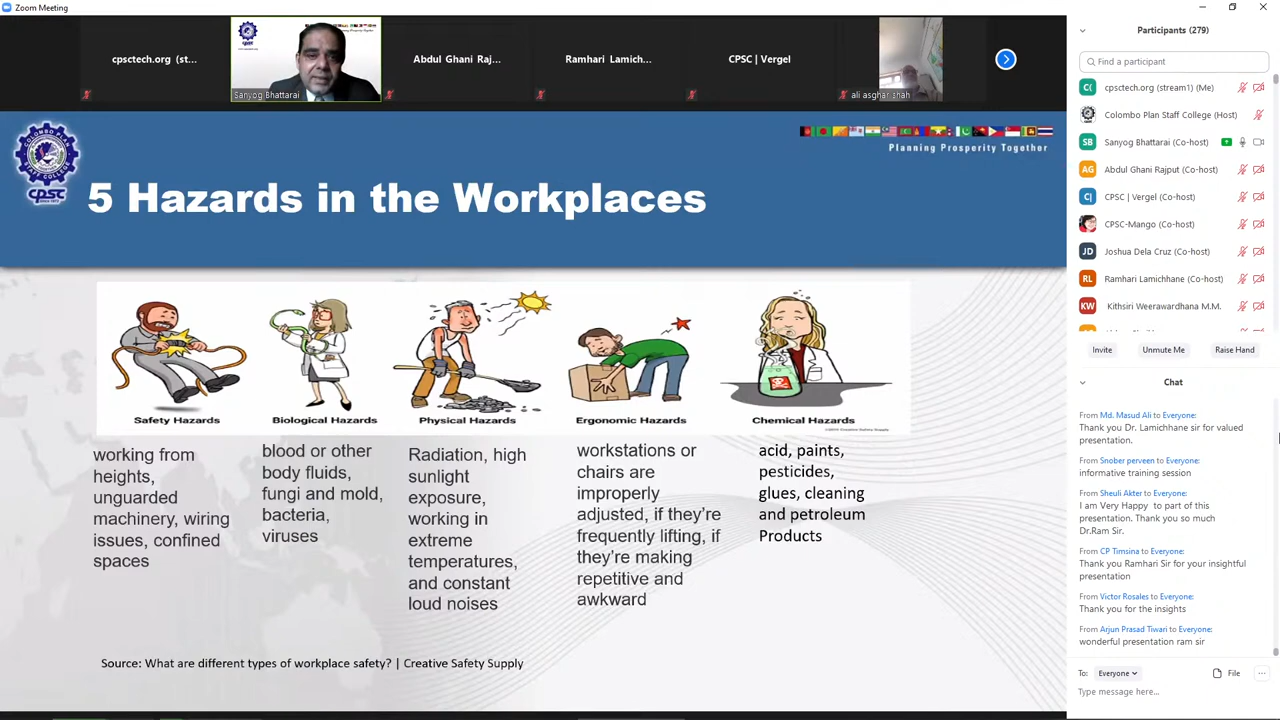 Zoom Meeting
cpsctech.org (st...
Sanyog Bhattarai
Abdul Ghani Raj...
Ramhari Lamich...
CPSC | Vergel
ali asghar shah
COLOMBO PLAN STAFF COLLEGE
cpsc
Planning Prosperity Together
5 Hazards in the Workplaces
Safety Hazards
Biological Hazards
Physical Hazards
Ergonomic Hazards
Chemical Hazards
working from
heights,
unguarded
machinery, wiring
issues, confined
spaces
blood or other
body fluids,
fungi and mold,
bacteria,
viruses
Radiation, high
sunlight
exposure,
working in
extreme
temperatures,
and constant
loud noises
workstations or
chairs are
improperly
adjusted, if they're
frequently lifting, if
they're making
repetitive and
awkward
acid, paints,
pesticides,
glues, cleaning
and petroleum
Products
Source: What are different types of workplace safety? | Creative Safety Supply
Participants (279)
Find a participant
C( cpsctech.org (stream1) (Me)
Colombo Plan Staff College (Host)
SB Sanyog Bhattarai (Co-host)
AG Abdul Ghani Rajput (Co-host)
C| CPSC | Vergel (Co-host)
CPSC-Mango (Co-host)
JD Joshua Dela Cruz (Co-host)
RL Ramhari Lamichhane (Co-host)
KW Kithsiri Weerawardhana M.M.
Invite
Unmute Me
Raise Hand
Chat
From Md. Masud Ali to Everyone:
Thank you Dr. Lamichhane sir for valued
presentation.
From Snober perveen to Everyone:
informative training session
From Sheuli Akter to Everyone:
I am Very Happy to part of this
presentation. Thank you so much
Dr.Ram Sir.
From CP Timsina to Everyone:
Thank you Ramhari Sir for your insightful
presentation
From Victor Rosales to Everyone:
Thank you for the insights
From Arjun Prasad Tiwari to Everyone:
wonderful presentation ram sir
To: Everyone
File
Type message here...